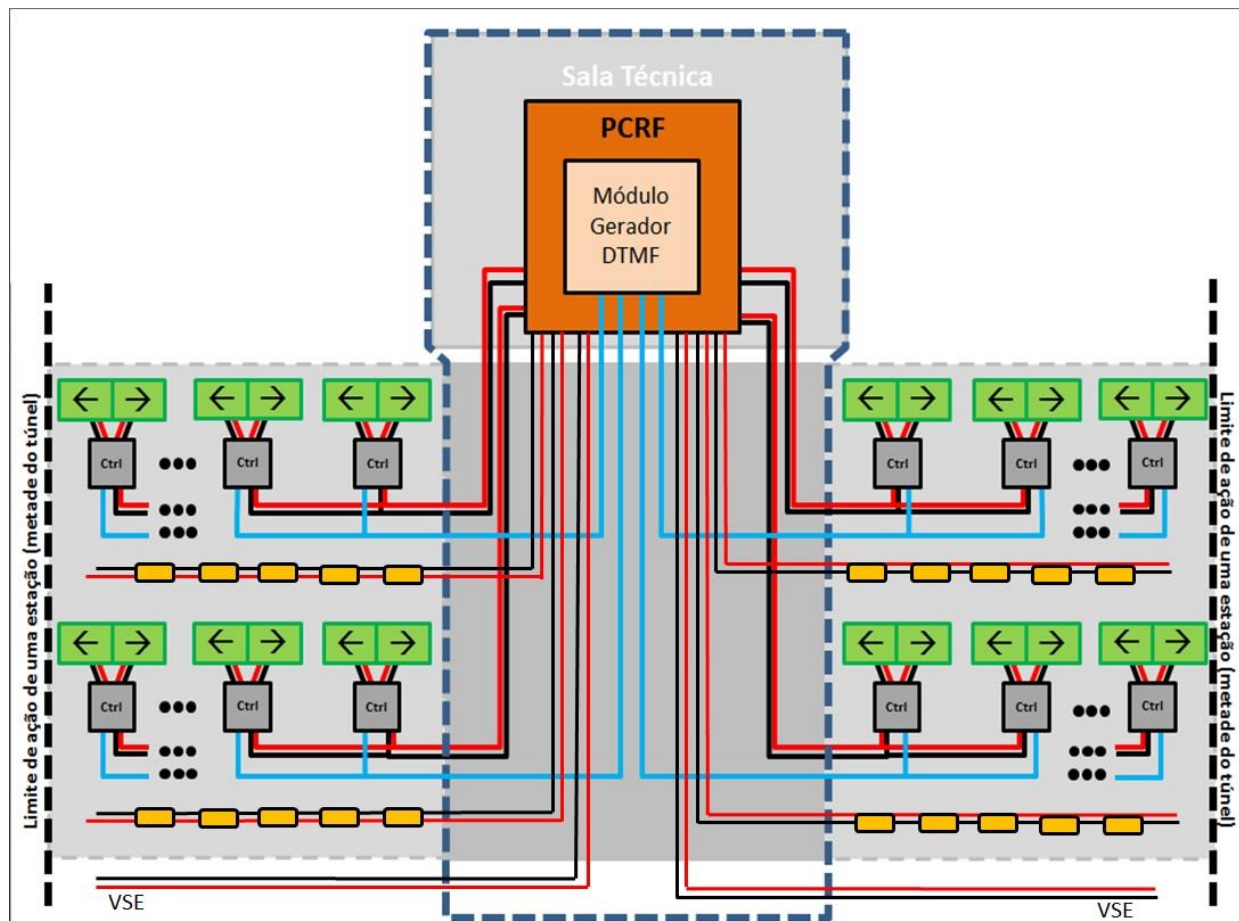 Sala Técnica
PCRF
Módulo
Gerador
DTMF
Limite de ação de uma estação (metade do túnel)
Limite de ação de uma estação (metade do túnel)
Ctrl
Ctrl
Ctrl
Ctrl
Ctrl
Ctrl
Ctrl
Ctrl
Ctrl
Ctrl
Ctrl
Ctrl
VSE
VSE